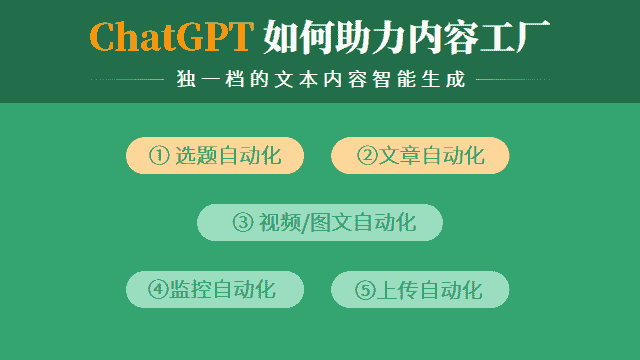 ChatGPT 如何助力内容工厂
独一档的文本内容智能生成
① 选题自动化
②文章自动化
③ 视频/图文自动化
④监控自动化
⑤上传自动化